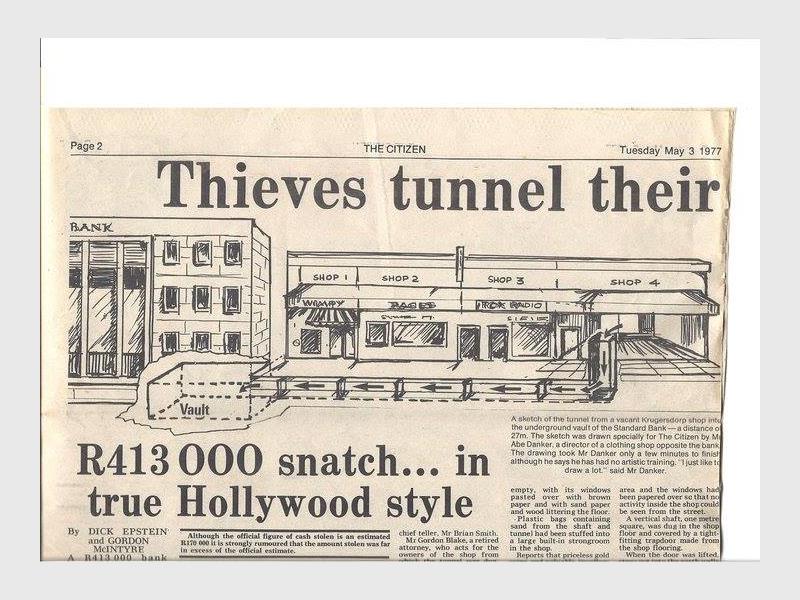 Page 2
THE CITIZEN
Tuesday May 3 1977
Thieves tunnel their
BANK
SHOP 1
SHOP 2
SHOP 3
SHOP 4
WIMPY
RADIO
Vault
A sketch of the tunnel from a vacant Krugersdorp shop into
the underground vault of the Standard Bank — a distance of
27m. The sketch was drawn specially for The Citizen by Mr
Abe Danker, a director of a clothing shop opposite the bank.
The drawing took Mr Danker only a few minutes to finish
although he says he has had no artistic training. "I just like to
draw a lot." said Mr Danker.
R413 000 snatch... in
true Hollywood style
By DICK EPSTEIN
and GORDON
McINTYRE
A R413 000 bank
Although the official figure of cash stolen is an estimated
R170 000 it is strongly rumoured that the amount stolen was far
in excess of the official estimate.
chief teller, Mr Brian Smith.
Mr Gordon Blake, a retired
attorney, who acts for the
owners of the shop from
empty, with its windows
pasted over with brown
paper and with sand paper
and wood littering the floor.
Plastic bags containing
sand from the shaft and
tunnel had been stuffed into
a large built-in strongroom
in the shop.
Reports that priceless gold
area and the windows had
been papered over so that no
activity inside the shop could
be seen from the street.
A vertical shaft, one metre
square, was dug in the shop
floor and covered by a tight-
fitting trapdoor made from
the shop flooring.
When the door was lifted,